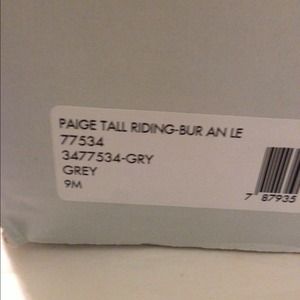 PAIGE TALL RIDING-BUR AN LE
77534
3477534-GRY
GREY
9M
7 87935